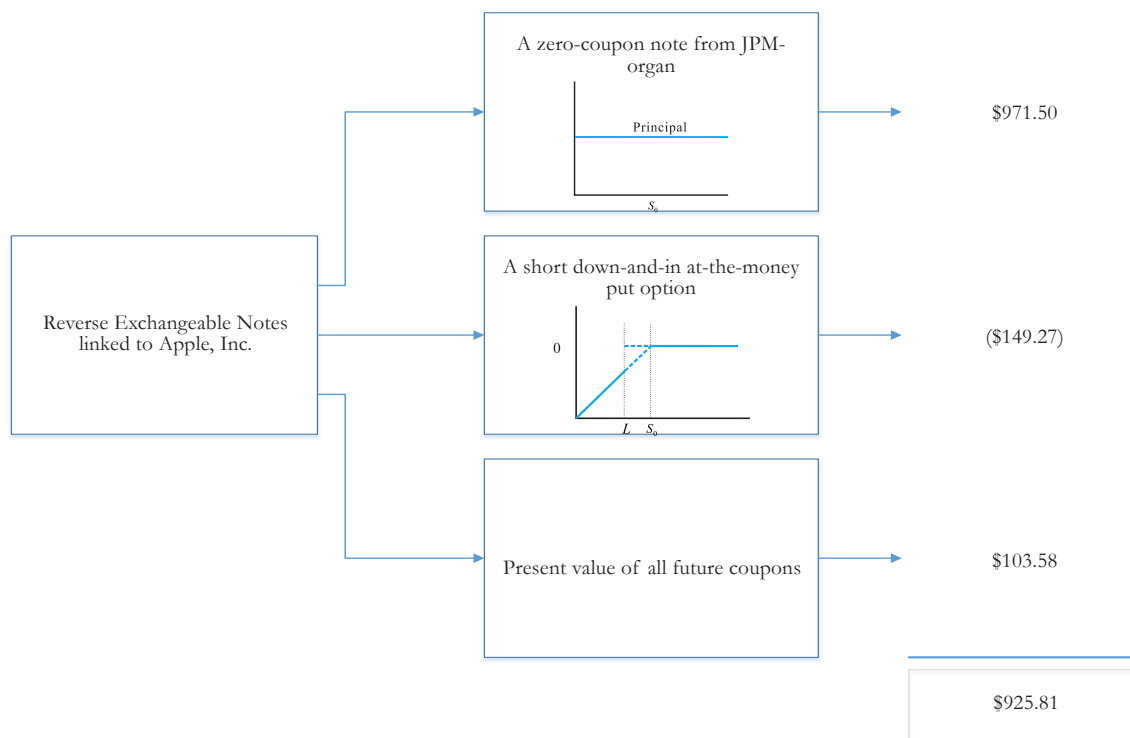 Reverse Exchangeable Notes
linked to Apple, Inc.
A zero-coupon note from JPM-
organ
Principal
S₀
$971.50
A short down-and-in at-the-money
put option
0
L S₀
($149.27)
Present value of all future coupons
$103.58
$925.81